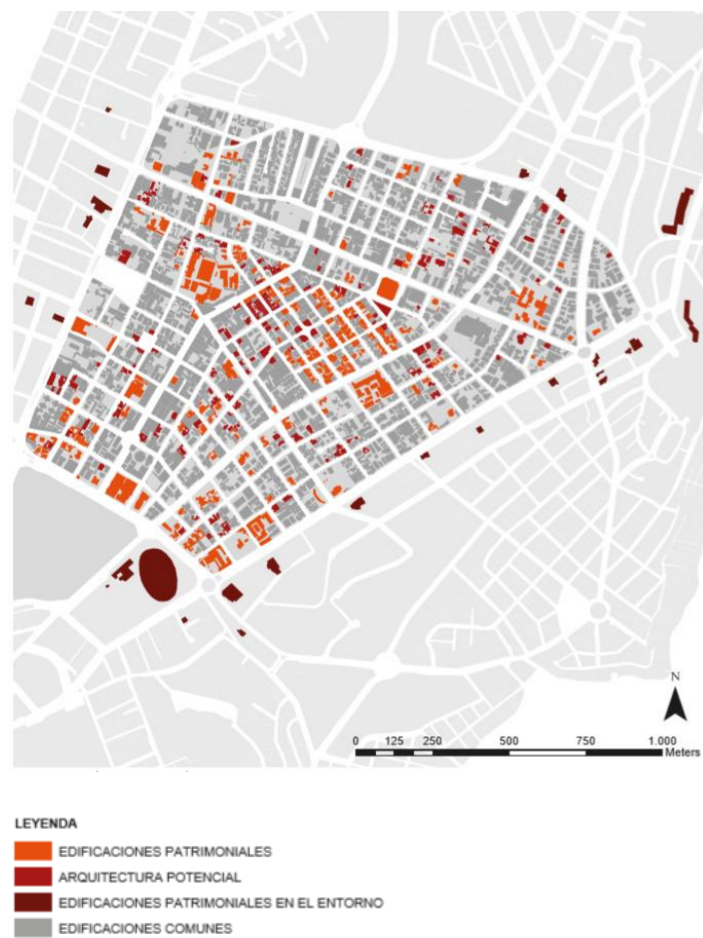 N
0 125 250 500 750 1.000
Meters
LEYENDA
EDIFICACIONES PATRIMONIALES
ARQUITECTURA POTENCIAL
EDIFICACIONES PATRIMONIALES EN EL ENTORNO
EDIFICACIONES COMUNES